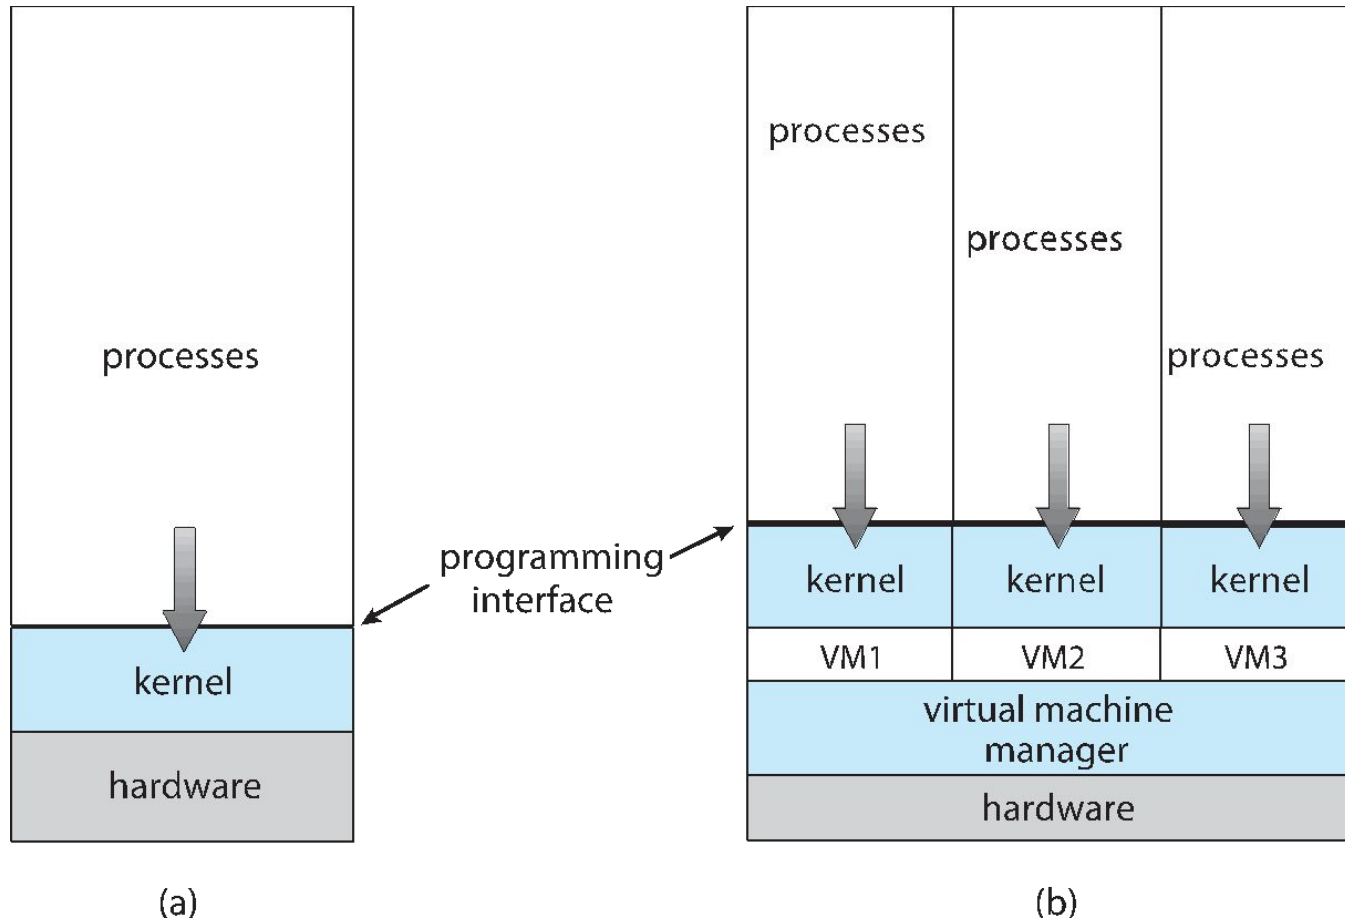 processes
kernel
hardware
(a)
programming
interface
processes
processes
processes
kernel
kernel
kernel
VM1
VM2
VM3
virtual machine
manager
hardware
(b)